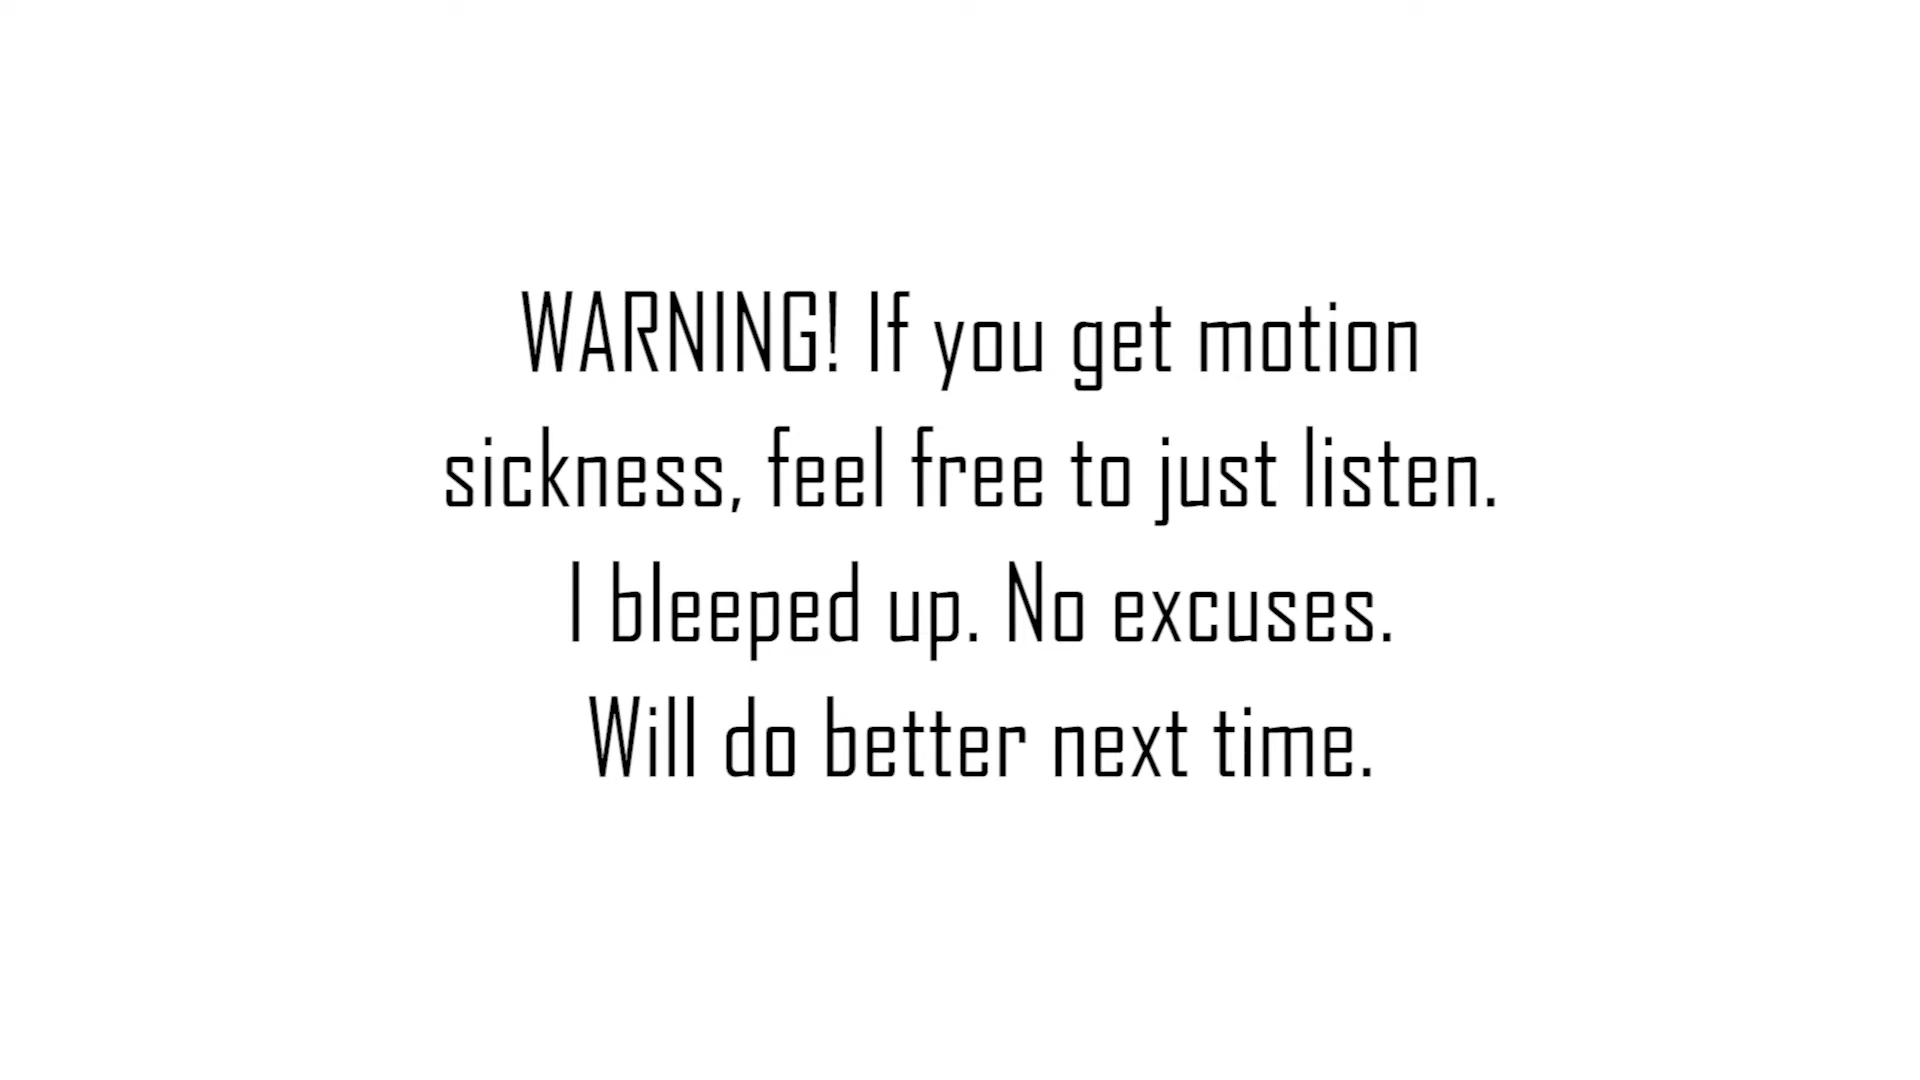 WARNING! If you get motion
sickness, feel free to just listen.
I bleeped up. No excuses.
Will do better next time.